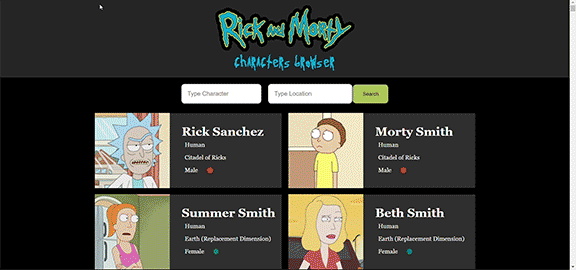 Rick and Morty
Characters Browser
Type Character
Type Location
Search
Rick Sanchez
Human
Citadel of Ricks
Male
Morty Smith
Human
Citadel of Ricks
Male
Summer Smith
Human
Earth (Replacement Dimension)
Female
Beth Smith
Human
Earth (Replacement Dimension)
Female